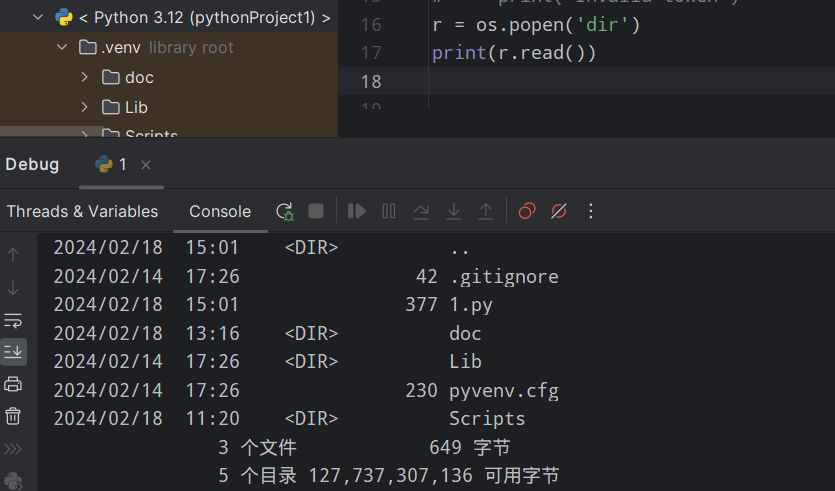 < Python 3.12 (pythonProject1) >
.venv library root
doc
Lib
Scripts
16 r = os.popen('dir')
17 print(r.read())
18
Debug
1
Threads & Variables
Console
2024/02/18 15:01 <DIR> ..
2024/02/14 17:26 42 .gitignore
2024/02/18 15:01 377 1.py
2024/02/18 13:16 <DIR> doc
2024/02/14 17:26 <DIR> Lib
2024/02/14 17:26 230 pyvenv.cfg
2024/02/18 11:20 <DIR> Scripts
3 个文件 649 字节
5 个目录 127,737,307,136 可用字节